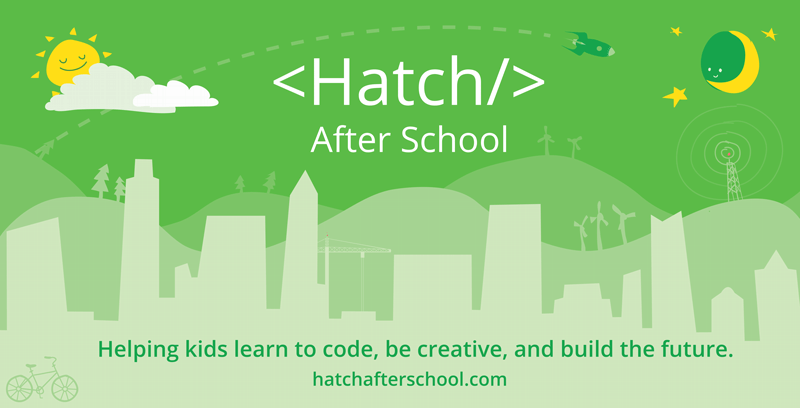 <Hatch/>
After School
Helping kids learn to code, be creative, and build the future.
hatchafterschool.com